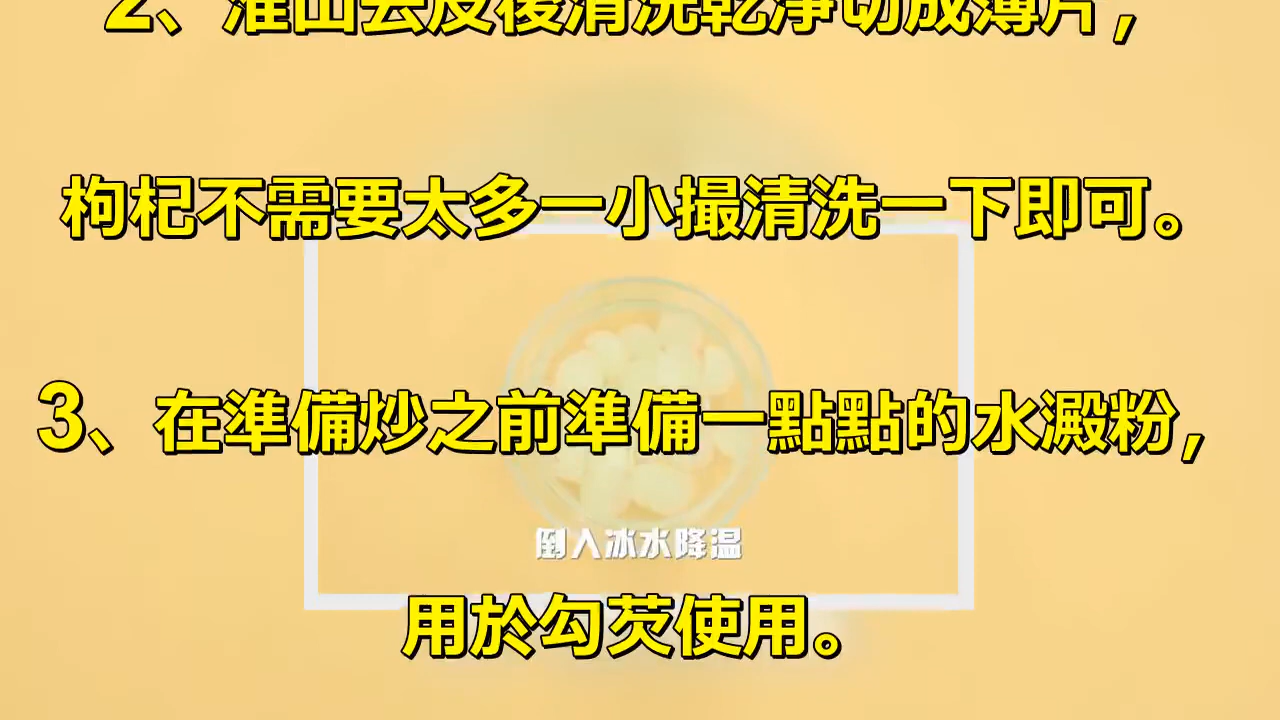 2、淮山去皮後清洗乾淨切成薄片，
枸杞不需要太多一小撮清洗一下即可。
3、在準備炒之前準備一點點的水澱粉，
倒入冰水降温
用於勾芡使用。